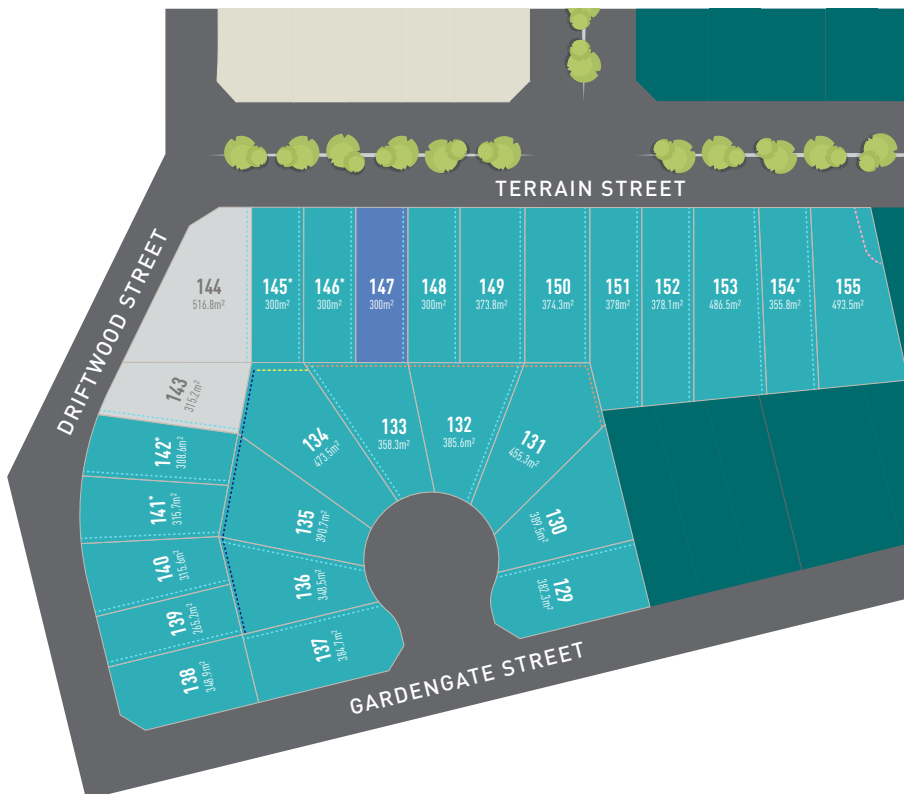 TERRAIN STREET
DRIFTWOOD STREET
144
516.8m²
145*
300m²
146*
300m²
147
300m²
148
300m²
149
373.8m²
150
374.3m²
151
378m²
152
378.1m²
153
486.5m²
154*
355.8m²
155
493.5m²
143
315.2m²
142*
308.6m²
141*
315.7m²
140
315.6m²
139
265.2m²
138
348.9m²
134
473.5m²
133
358.3m²
132
385.6m²
131
455.3m²
135
390.7m²
136
348.5m²
137
384.7m²
130
389.5m²
129
382.3m²
GARDENGATE STREET